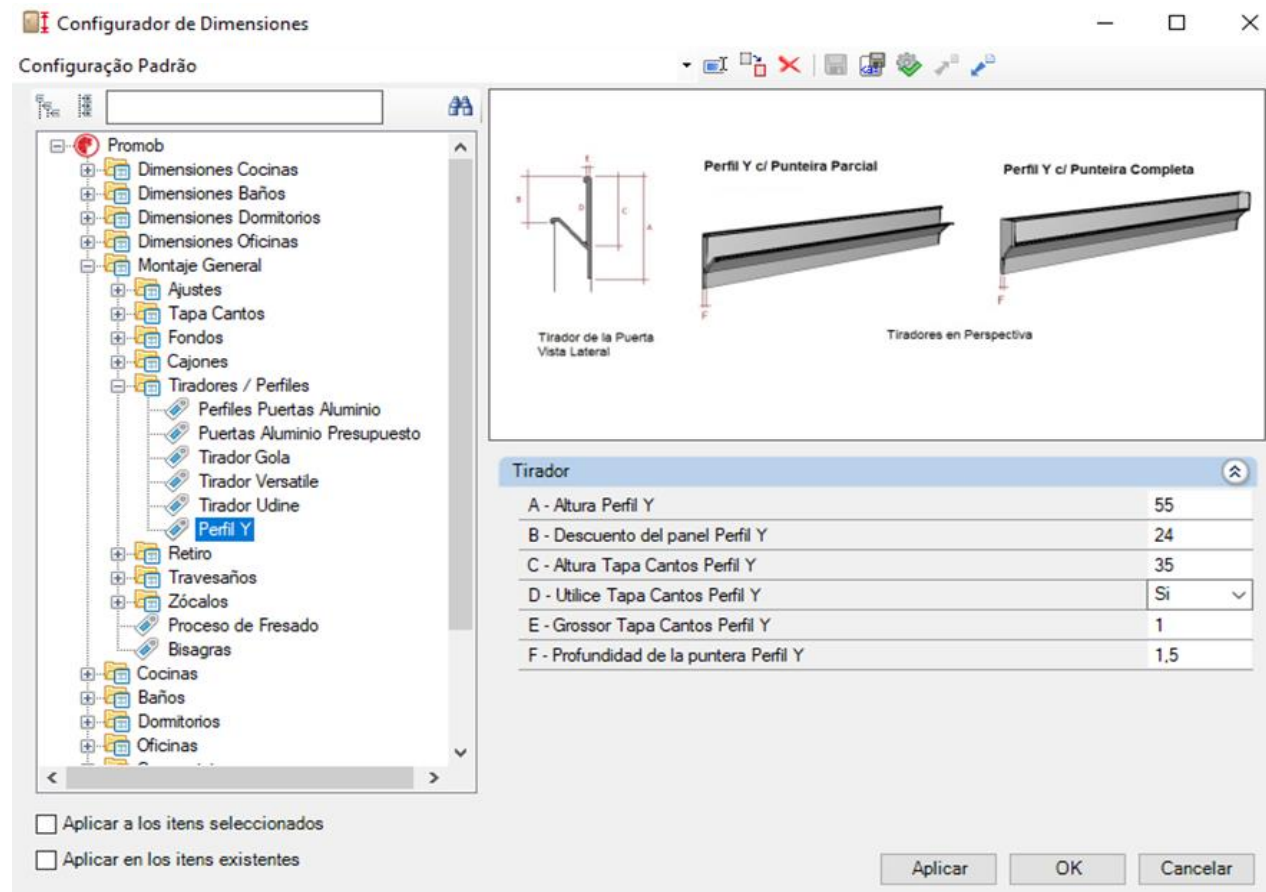 Configurador de Dimensiones
Configuração Padrão
Promob
Dimensiones Cocinas
Dimensiones Baños
Dimensiones Dormitorios
Dimensiones Oficinas
Montaje General
Ajustes
Tapa Cantos
Fondos
Cajones
Tiradores / Perfiles
Perfiles Puertas Aluminio
Puertas Aluminio Presupuesto
Tirador Gola
Tirador Versatile
Tirador Udine
Perfil Y
Retiro
Travesaños
Zócalos
Proceso de Fresado
Bisagras
Cocinas
Baños
Dormitorios
Oficinas
Aplicar a los itens seleccionados
Aplicar en los itens existentes
E
B
D
C
A
Tirador de la Puerta
Vista Lateral
Perfil Y c/ Punteira Parcial
F
Perfil Y c/ Punteira Completa
F
Tiradores en Perspectiva
Tirador
A - Altura Perfil Y 55
B - Descuento del panel Perfil Y 24
C - Altura Tapa Cantos Perfil Y 35
D - Utilice Tapa Cantos Perfil Y Si
E - Grossor Tapa Cantos Perfil Y 1
F - Profundidad de la puntera Perfil Y 1,5
Aplicar OK Cancelar